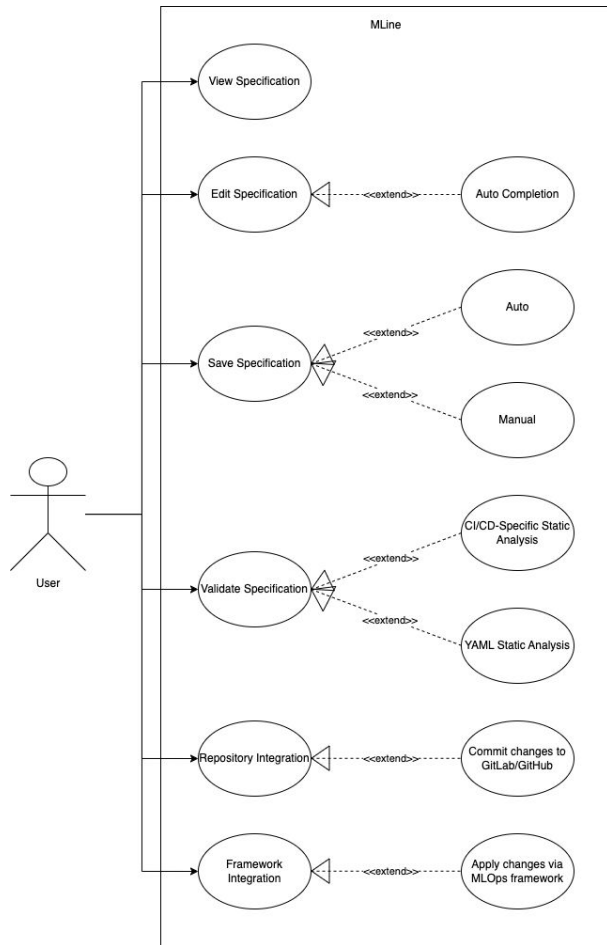 MLine
View Specification
Edit Specification
<<extend>>
Auto Completion
Auto
<<extend>>
Save Specification
<<extend>>
Manual
CI/CD-Specific Static
Analysis
<<extend>>
User
Validate Specification
<<extend>>
YAML Static Analysis
Repository Integration
<<extend>>
Commit changes to
GitLab/GitHub
Framework
Integration
<<extend>>
Apply changes via
MLOps framework